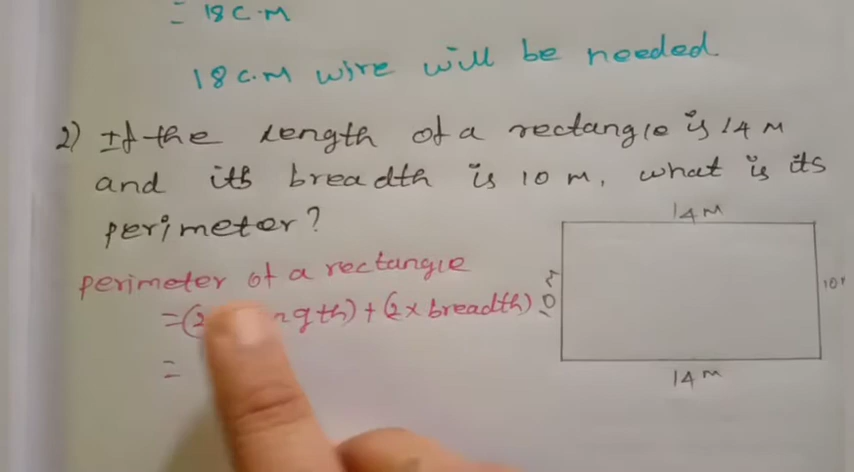 = 18 C.M
18 C.M wire will be needed
2) If the length of a rectangle is 14 M
and its breadth is 10 M, what is its
perimeter?
14 M
perimeter of a rectangle
= (2 + (2 x breadth)
10 M
10
=
14 M